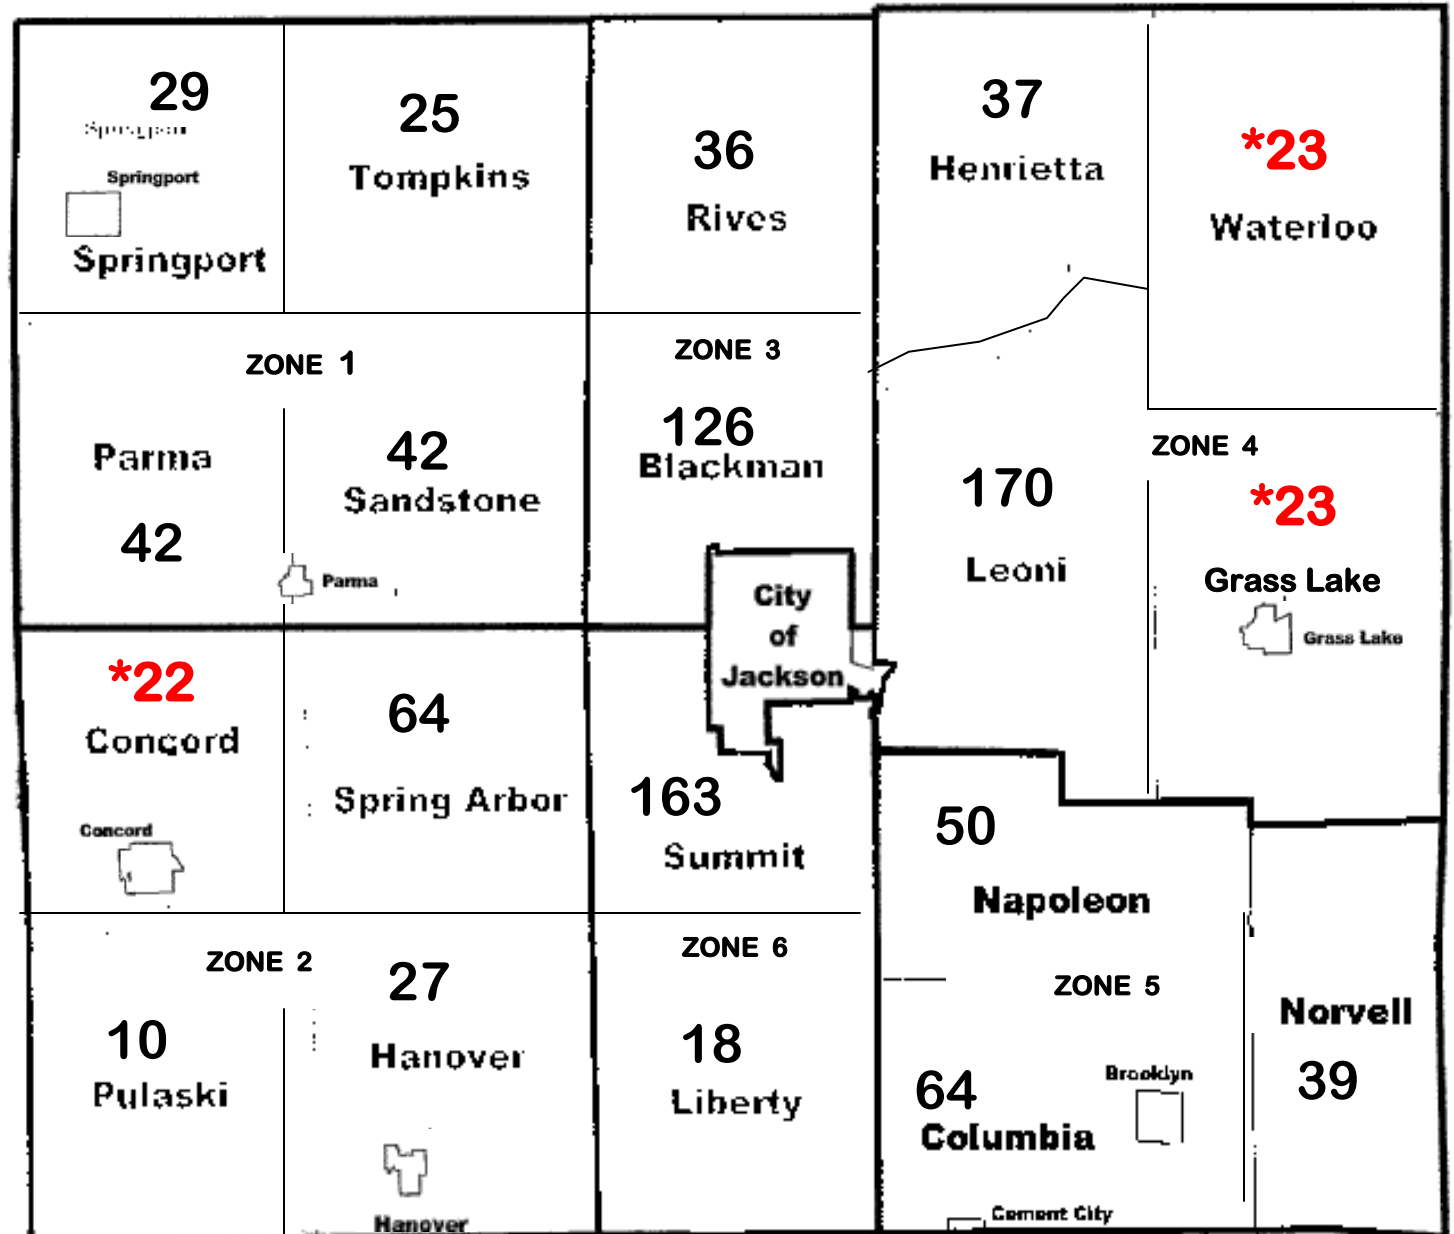 29
Springport
Springport
25
Tompkins
36
Rives
37
Henrietta
*23
Waterloo
ZONE 1
Parma
42
42
Sandstone
Parma
ZONE 3
126
Blackman
City
of
Jackson
170
Leoni
ZONE 4
*23
Grass Lake
Grass Lake
*22
Concord
Concord
64
Spring Arbor
163
Summit
50
Napoleon
ZONE 2
10
Pulaski
27
Hanover
Hanover
ZONE 6
18
Liberty
ZONE 5
64
Columbia
Brooklyn
Cement City
Norvell
39